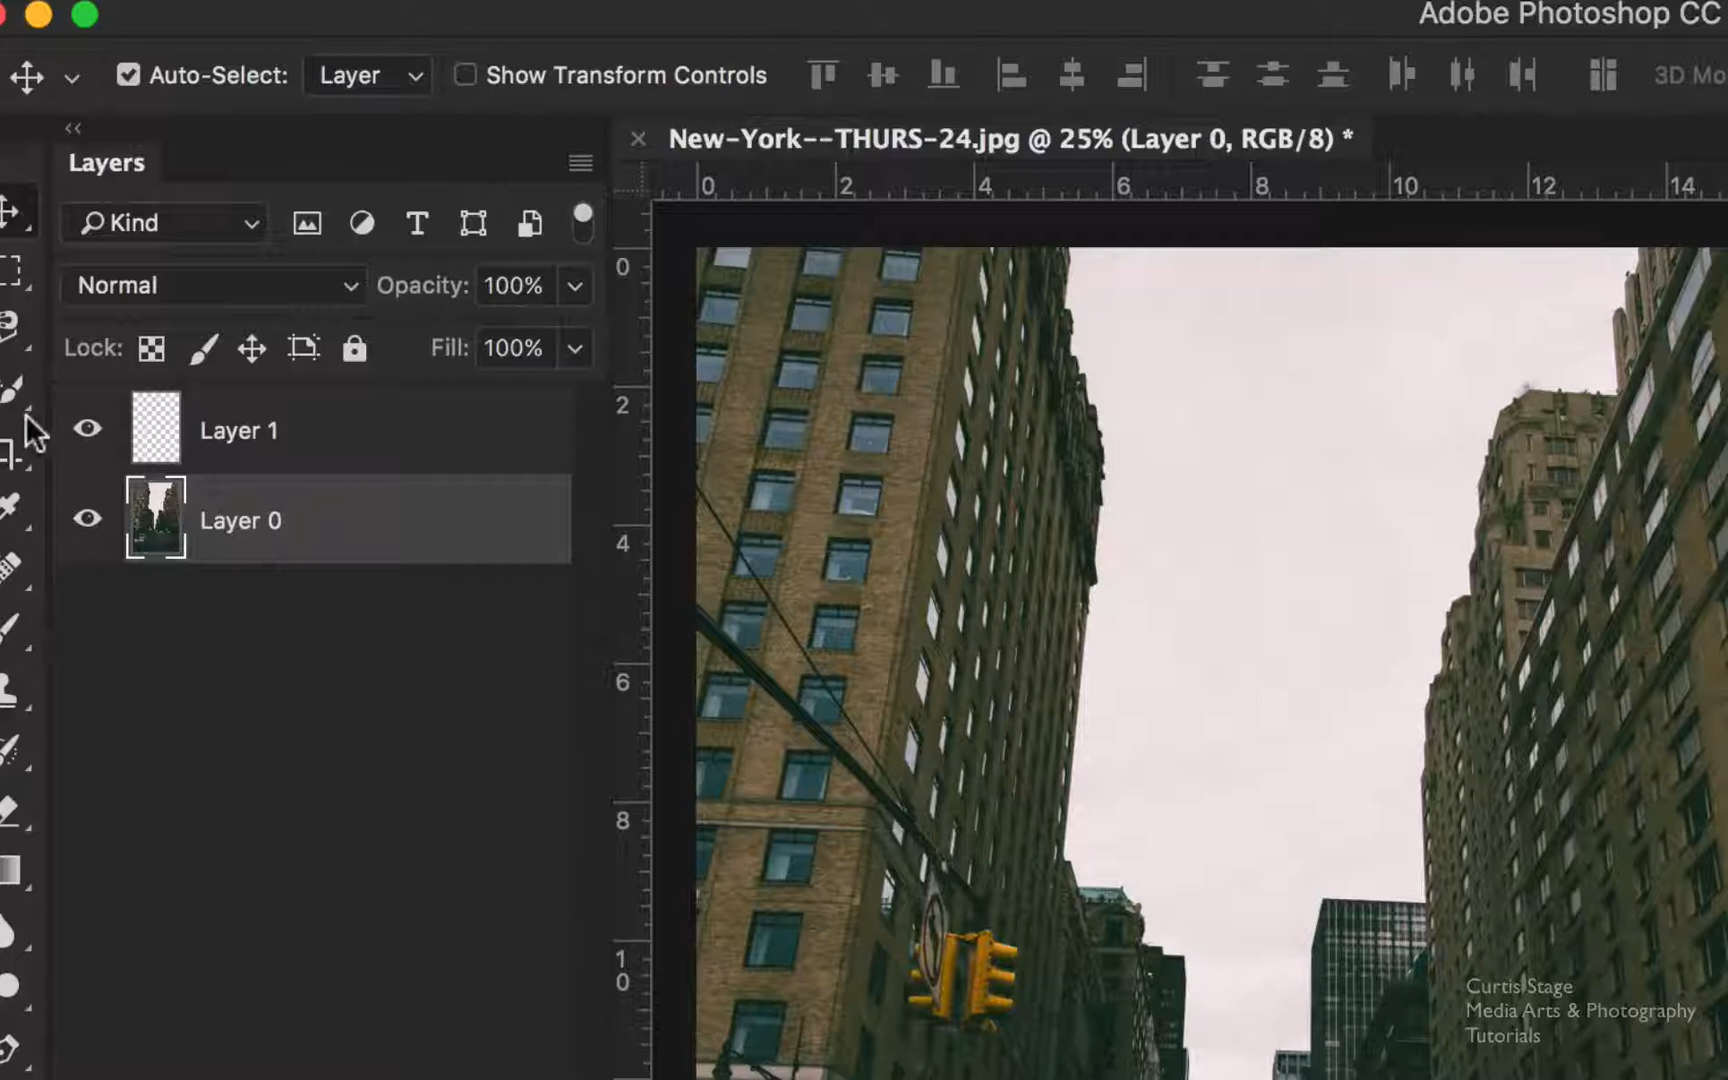 Adobe Photoshop CC
Auto-Select: Layer Show Transform Controls 3D Mo
Layers
New-York--THURS-24.jpg @ 25% (Layer 0, RGB/8) *
0 2 4 6 8 10 12 14
Kind T
Normal Opacity: 100%
Lock: Fill: 100%
Layer 1
Layer 0
0
2
4
6
8
1
0
Curtis Stage
Media Arts & Photography
Tutorials